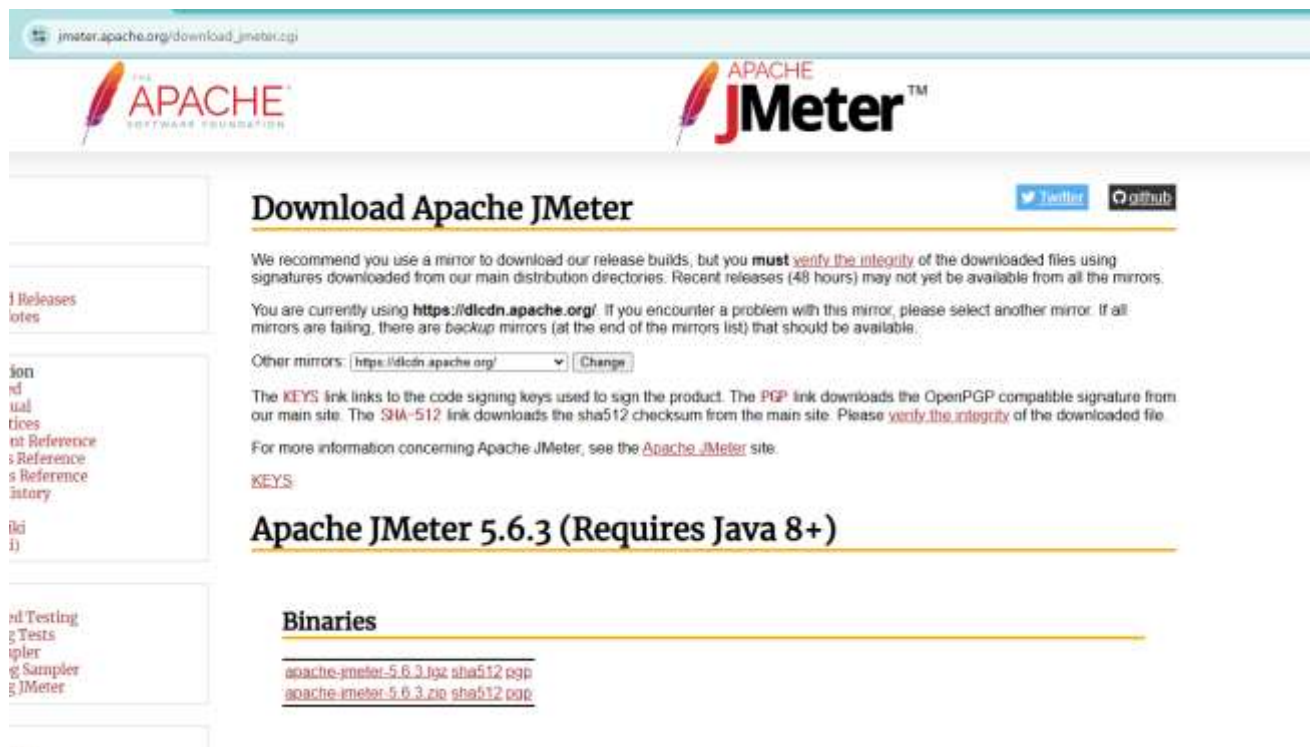 jmeter.apache.org/download_jmeter.cgi
THE
APACHE
SOFTWARE FOUNDATION
APACHE
JMeter™
Download Apache JMeter
Twitter
github
We recommend you use a mirror to download our release builds, but you must verify the integrity of the downloaded files using
signatures downloaded from our main distribution directories. Recent releases (48 hours) may not yet be available from all the mirrors.
You are currently using https://dlcdn.apache.org/. If you encounter a problem with this mirror, please select another mirror. If all
mirrors are failing, there are backup mirrors (at the end of the mirrors list) that should be available.
Other mirrors: https://dlcdn.apache.org/ Change
The KEYS link links to the code signing keys used to sign the product. The PGP link downloads the OpenPGP compatible signature from
our main site. The SHA-512 link downloads the sha512 checksum from the main site. Please verify the integrity of the downloaded file.
For more information concerning Apache JMeter, see the Apache JMeter site.
KEYS
Apache JMeter 5.6.3 (Requires Java 8+)
Binaries
apache-jmeter-5.6.3.tgz sha512 pgp
apache-jmeter-5.6.3.zip sha512 pgp
Releases
otes
ion
ed
ual
tices
nt Reference
s Reference
s Reference
istory
iki
i)
ed Testing
g Tests
pler
g Sampler
g JMeter